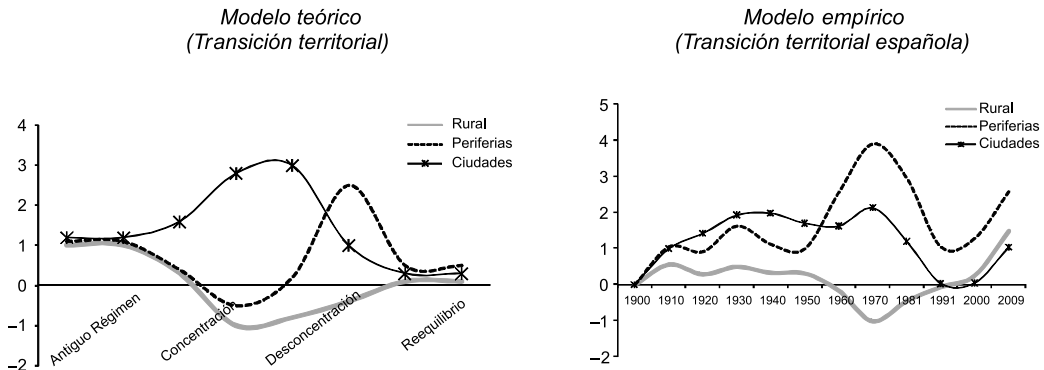 Modelo teórico
(Transición territorial)
4
3
2
1
0
–1
–2
Rural
Periferias
Ciudades
Antiguo Régimen
Concentración
Desconcentración
Reequilibrio
Modelo empírico
(Transición territorial española)
5
4
3
2
1
0
–1
–2
Rural
Periferias
Ciudades
1900 1910 1920 1930 1940 1950 1960 1970 1981 1991 2000 2009